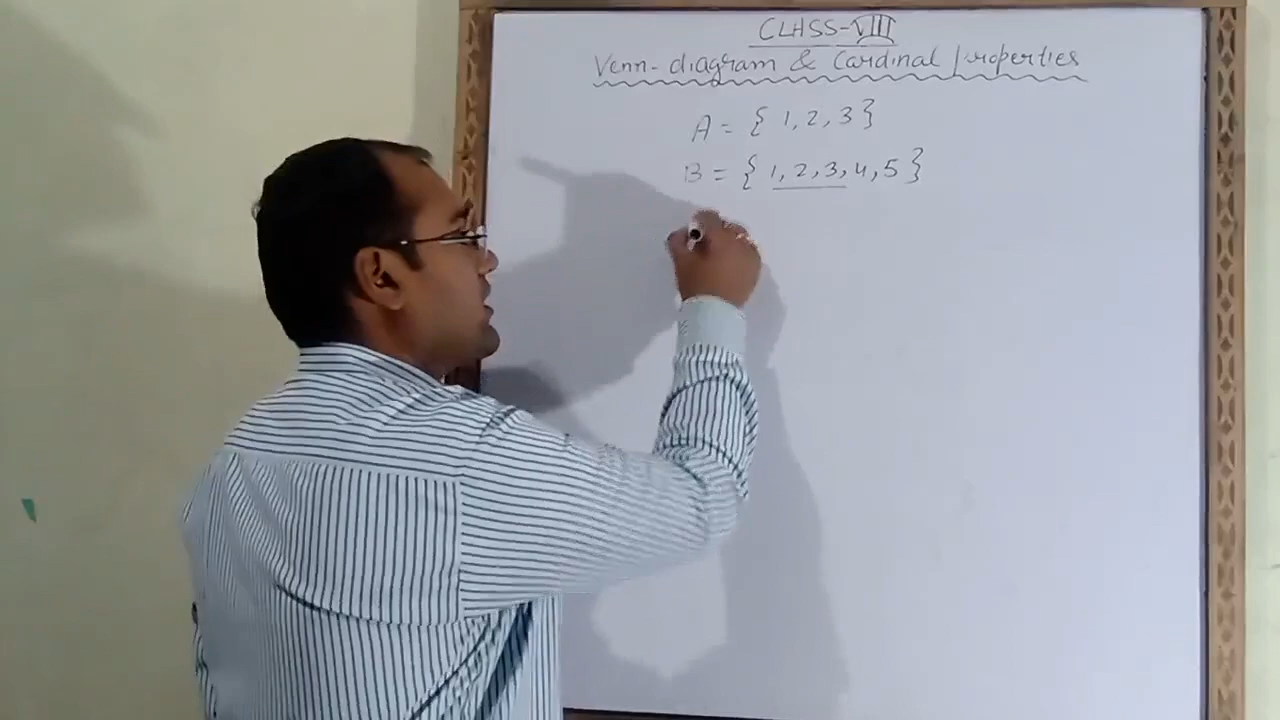 CLASS-VIII
Venn-diagram & Cardinal properties
A = { 1, 2, 3 }
B = { 1, 2, 3, 4, 5 }